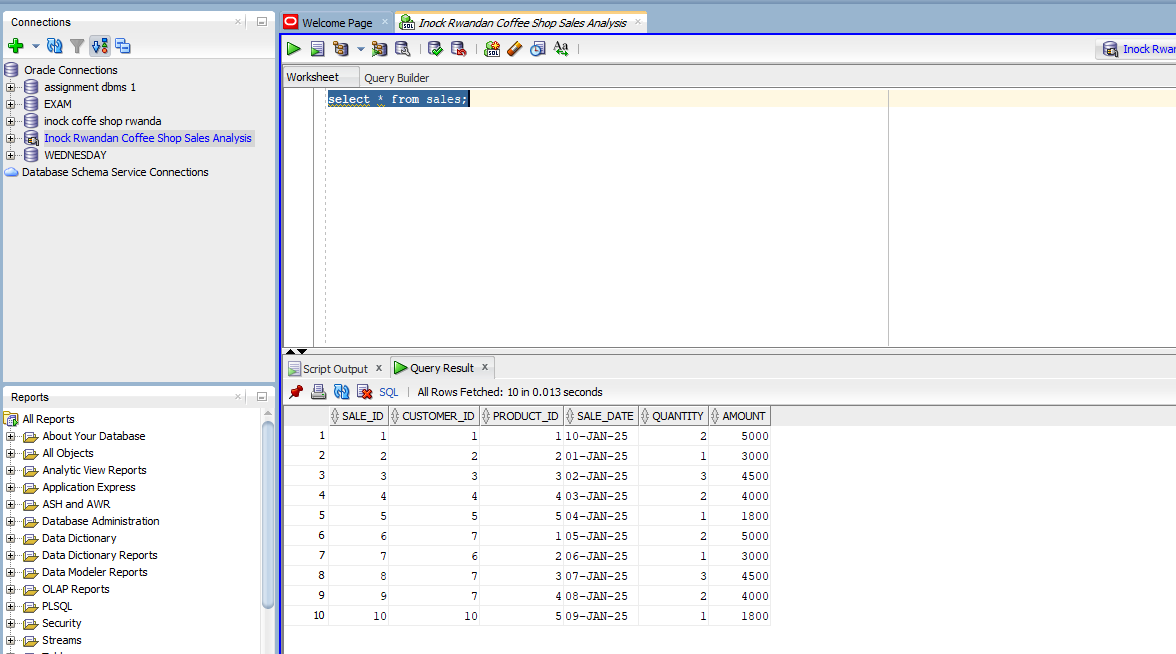 Connections
Oracle Connections
assignment dbms 1
EXAM
inock coffe shop rwanda
Inock Rwandan Coffee Shop Sales Analysis
WEDNESDAY
Database Schema Service Connections
Reports
All Reports
About Your Database
All Objects
Analytic View Reports
Application Express
ASH and AWR
Database Administration
Data Dictionary
Data Dictionary Reports
Data Modeler Reports
OLAP Reports
PLSQL
Security
Streams
Welcome Page
Inock Rwandan Coffee Shop Sales Analysis
Aa
Inock Rwan
Worksheet Query Builder
select * from sales;
Script Output x Query Result x
SQL | All Rows Fetched: 10 in 0.013 seconds
SALE_ID CUSTOMER_ID PRODUCT_ID SALE_DATE QUANTITY AMOUNT
1 1 1 1 10-JAN-25 2 5000
2 2 2 2 01-JAN-25 1 3000
3 3 3 3 02-JAN-25 3 4500
4 4 4 4 03-JAN-25 2 4000
5 5 5 5 04-JAN-25 1 1800
6 6 7 1 05-JAN-25 2 5000
7 7 6 2 06-JAN-25 1 3000
8 8 7 3 07-JAN-25 3 4500
9 9 7 4 08-JAN-25 2 4000
10 10 10 5 09-JAN-25 1 1800